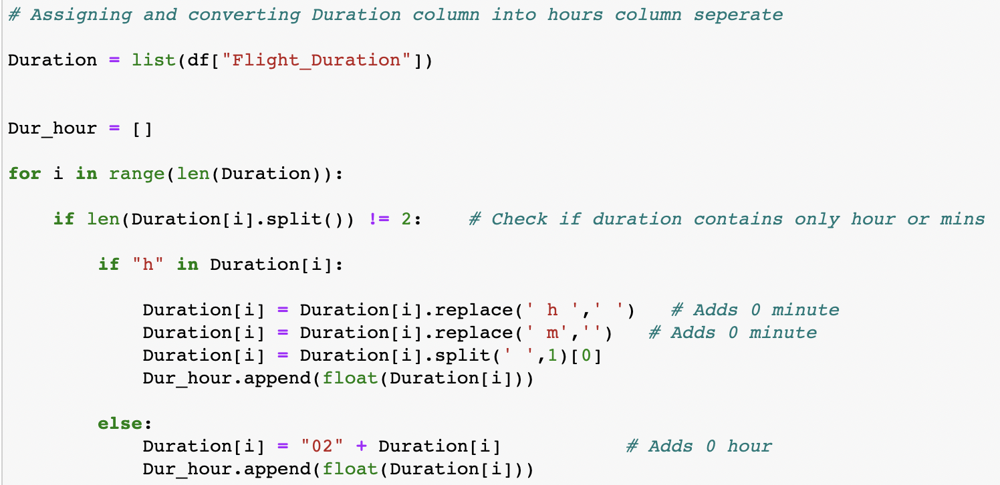 # Assigning and converting Duration column into hours column seperate
Duration = list(df["Flight_Duration"])
Dur_hour = []
for i in range(len(Duration)):
    if len(Duration[i].split()) != 2:    # Check if duration contains only hour or mins
        if "h" in Duration[i]:
            Duration[i] = Duration[i].replace(' h ',' ')   # Adds 0 minute
            Duration[i] = Duration[i].replace(' m','')   # Adds 0 minute
            Duration[i] = Duration[i].split(' ',1)[0]
            Dur_hour.append(float(Duration[i]))
        else:
            Duration[i] = "02" + Duration[i]           # Adds 0 hour
            Dur_hour.append(float(Duration[i]))